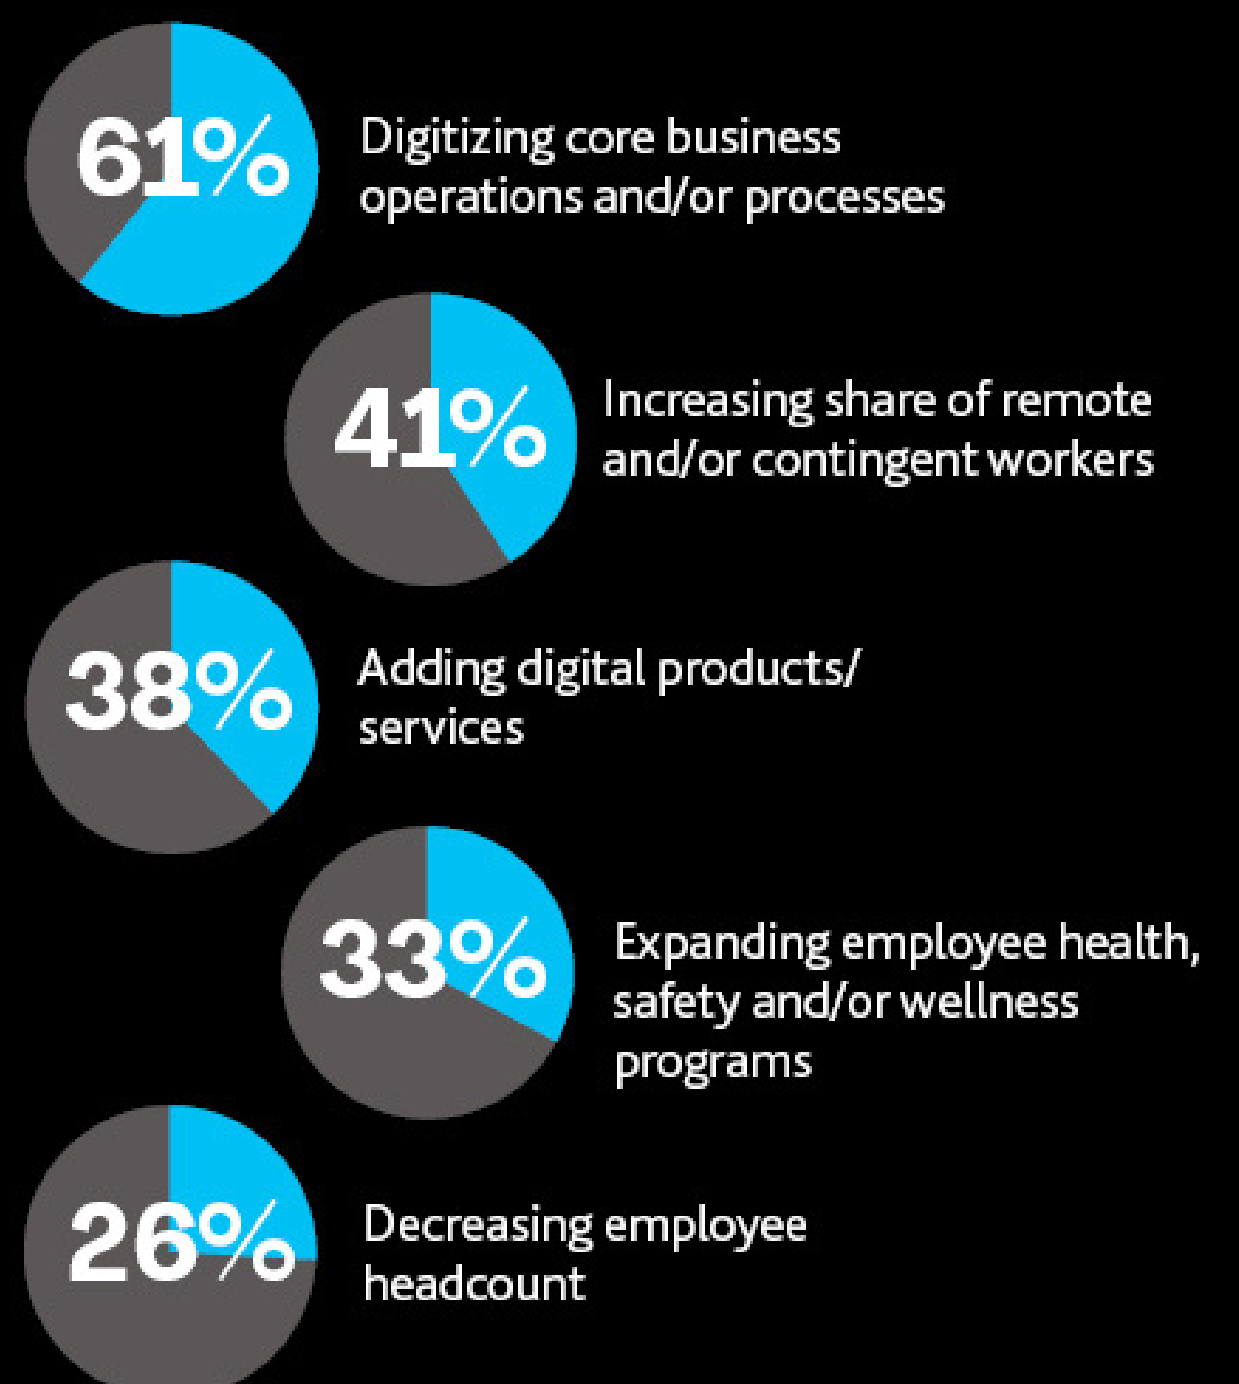 61%
Digitizing core business
operations and/or processes
41%
Increasing share of remote
and/or contingent workers
38%
Adding digital products/
services
33%
Expanding employee health,
safety and/or wellness
programs
26%
Decreasing employee
headcount